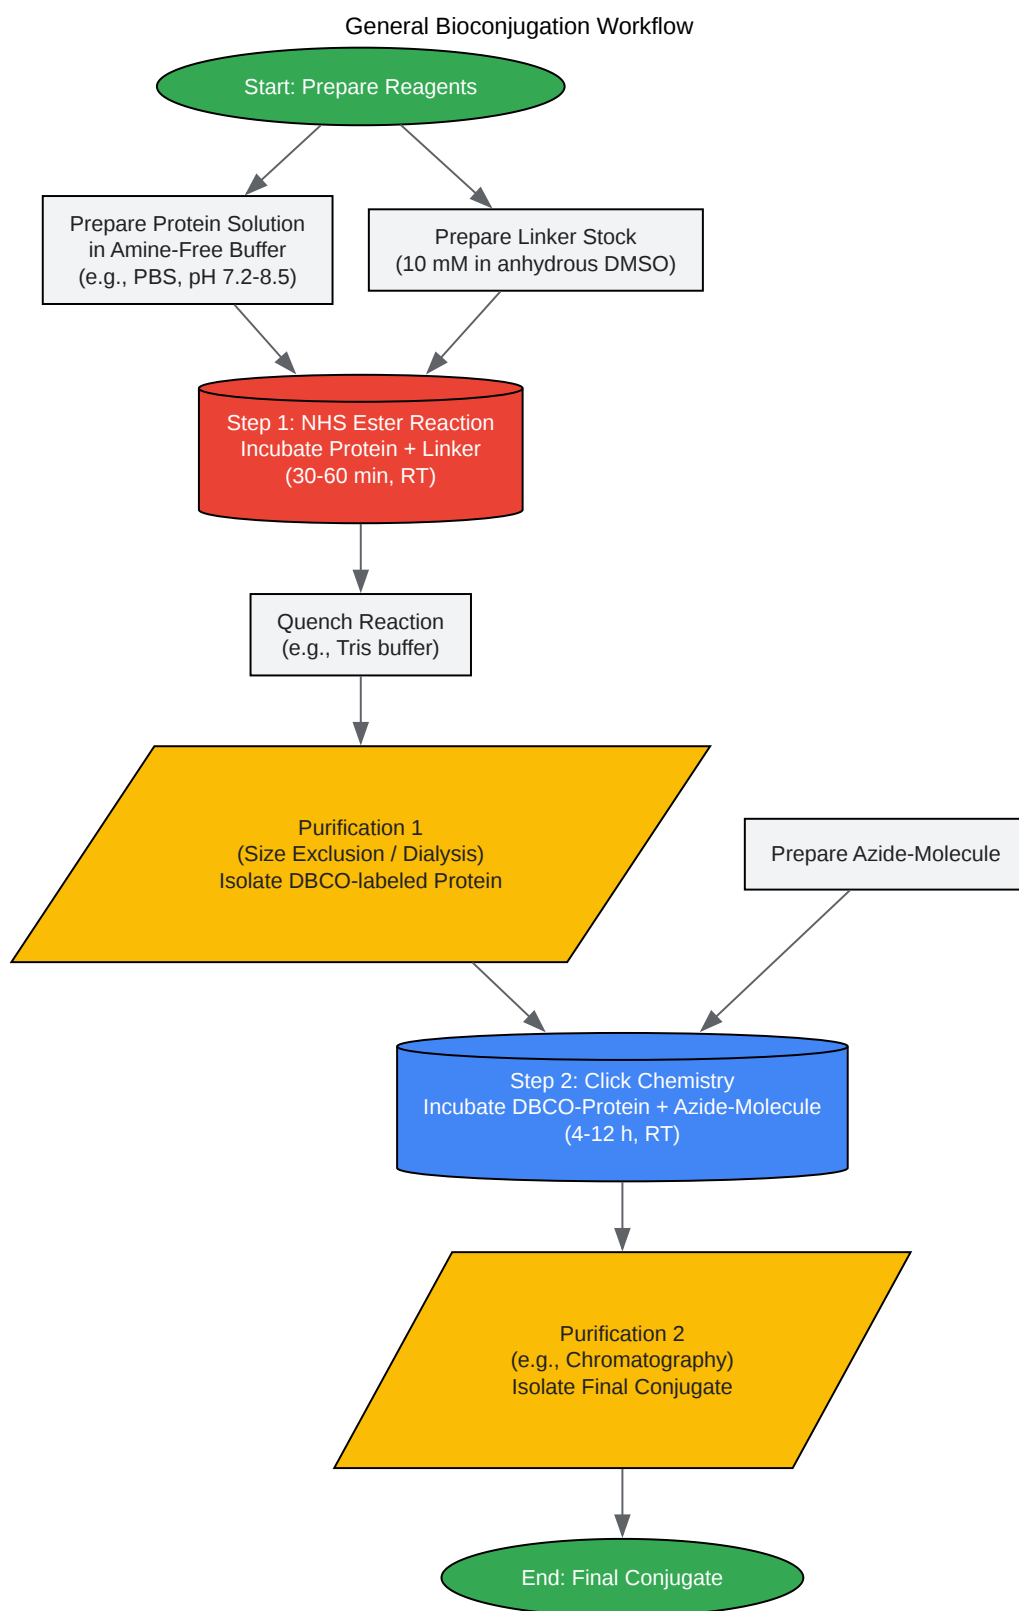 General Bioconjugation Workflow
Start: Prepare Reagents
Prepare Protein Solution
in Amine-Free Buffer
(e.g., PBS, pH 7.2-8.5)
Prepare Linker Stock
(10 mM in anhydrous DMSO)
Step 1: NHS Ester Reaction
Incubate Protein + Linker
(30-60 min, RT)
Quench Reaction
(e.g., Tris buffer)
Purification 1
(Size Exclusion / Dialysis)
Isolate DBCO-labeled Protein
Prepare Azide-Molecule
Step 2: Click Chemistry
Incubate DBCO-Protein + Azide-Molecule
(4-12 h, RT)
Purification 2
(e.g., Chromatography)
Isolate Final Conjugate
End: Final Conjugate